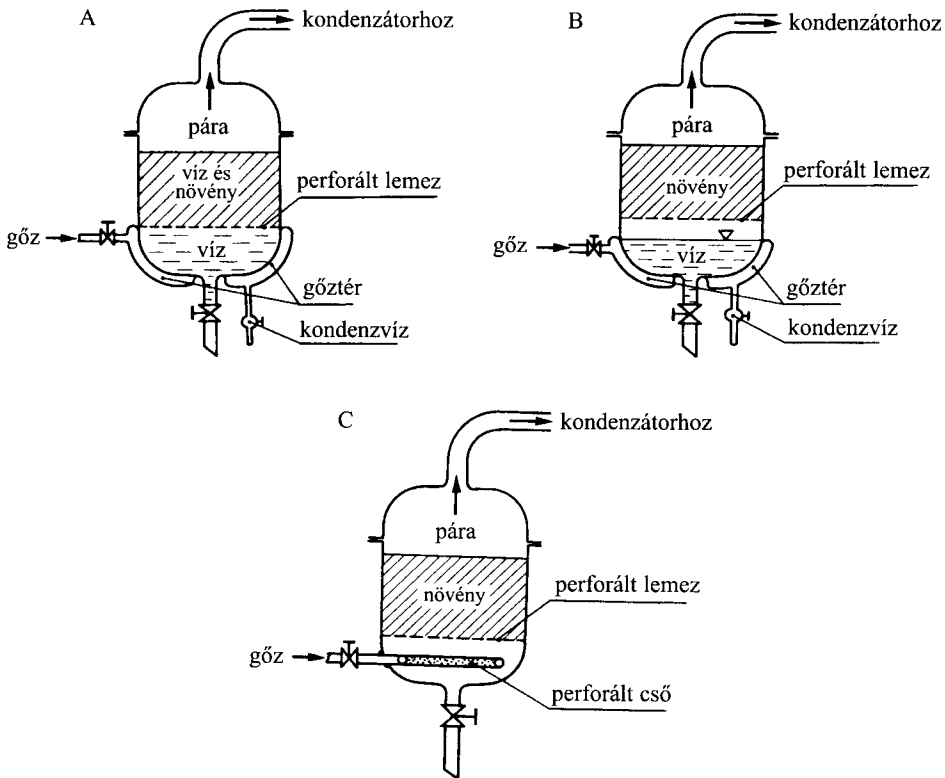 A
kondenzátorhoz
pára
víz és
növény
perforált lemez
gőz
víz
gőztér
kondenzvíz
B
kondenzátorhoz
pára
növény
perforált lemez
gőz
víz
gőztér
kondenzvíz
C
kondenzátorhoz
pára
növény
perforált lemez
gőz
perforált cső